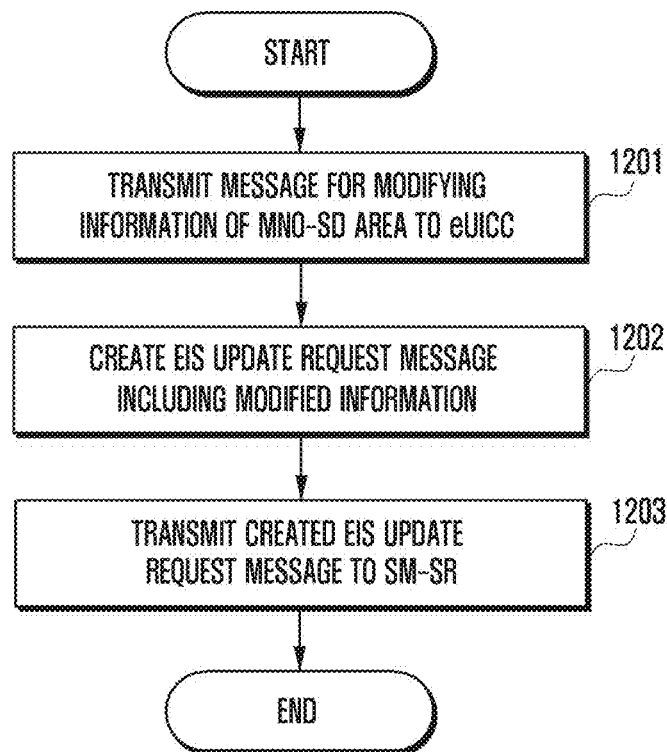 START
TRANSMIT MESSAGE FOR MODIFYING
INFORMATION OF MNO-SD AREA TO eUICC
1201
CREATE EIS UPDATE REQUEST MESSAGE
INCLUDING MODIFIED INFORMATION
1202
TRANSMIT CREATED EIS UPDATE
REQUEST MESSAGE TO SM-SR
1203
END